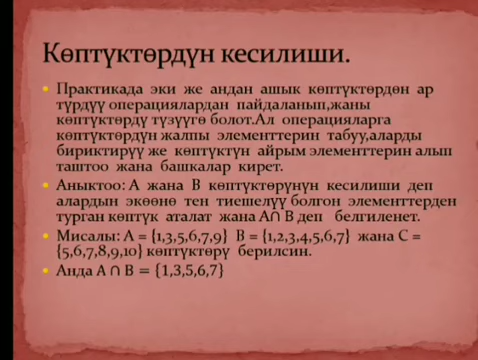 Көптүктөрдүн кесилиши.
• Практикада эки же андан ашык көптүктөрдөн ар
түрдүү операциялардан пайдаланып,жаны
көптүктөрдү түзүүгө болот.Ал операцияларга
көптүктөрдүн жалпы элементтерин табуу,аларды
бириктирүү же көптүктүн айрым элементтерин алып
таштоо жана башкалар кирет.
• Аныктоо: А жана В көптүктөрүнүн кесилиши деп
алардын экөөнө тен тиешелүү болгон элементтерден
турган көптүк аталат жана А∩ В деп белгиленет.
• Мисалы: А = {1,3,5,6,7,9} В = {1,2,3,4,5,6,7} жана С =
{5,6,7,8,9,10} көптүктөрү берилсин.
• Анда А ∩ В = {1,3,5,6,7}